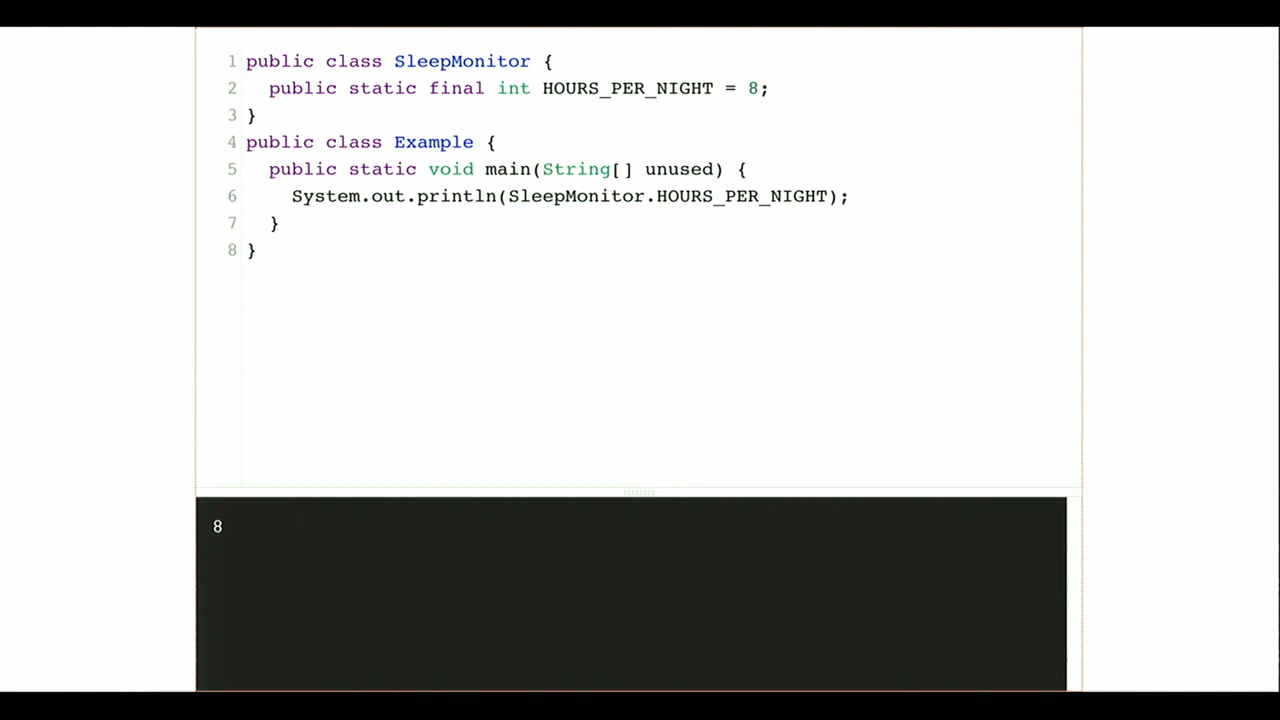 1 public class SleepMonitor {
2   public static final int HOURS_PER_NIGHT = 8;
3 }
4 public class Example {
5   public static void main(String[] unused) {
6     System.out.println(SleepMonitor.HOURS_PER_NIGHT);
7   }
8 }
8